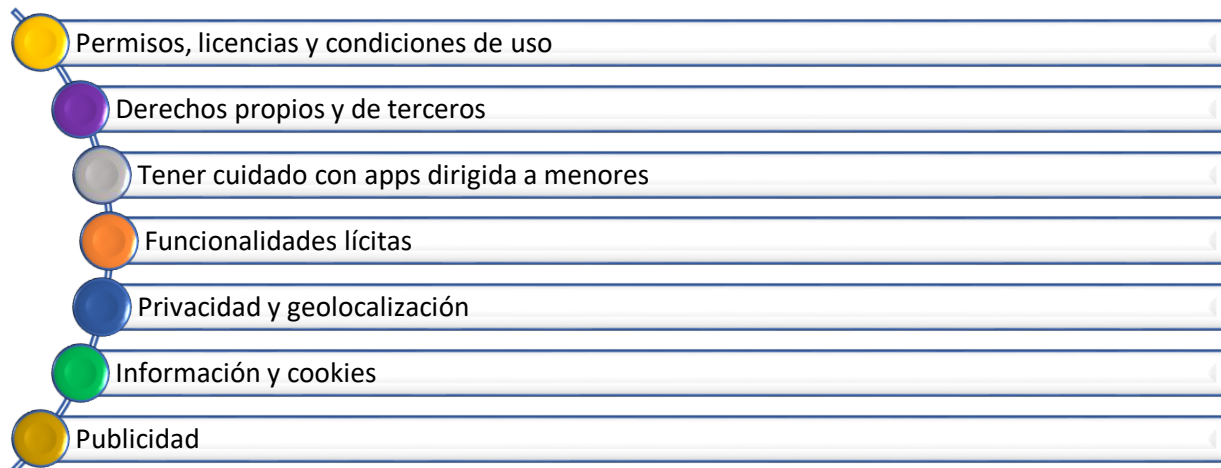 Permisos, licencias y condiciones de uso
Derechos propios y de terceros
Tener cuidado con apps dirigida a menores
Funcionalidades lícitas
Privacidad y geolocalización
Información y cookies
Publicidad